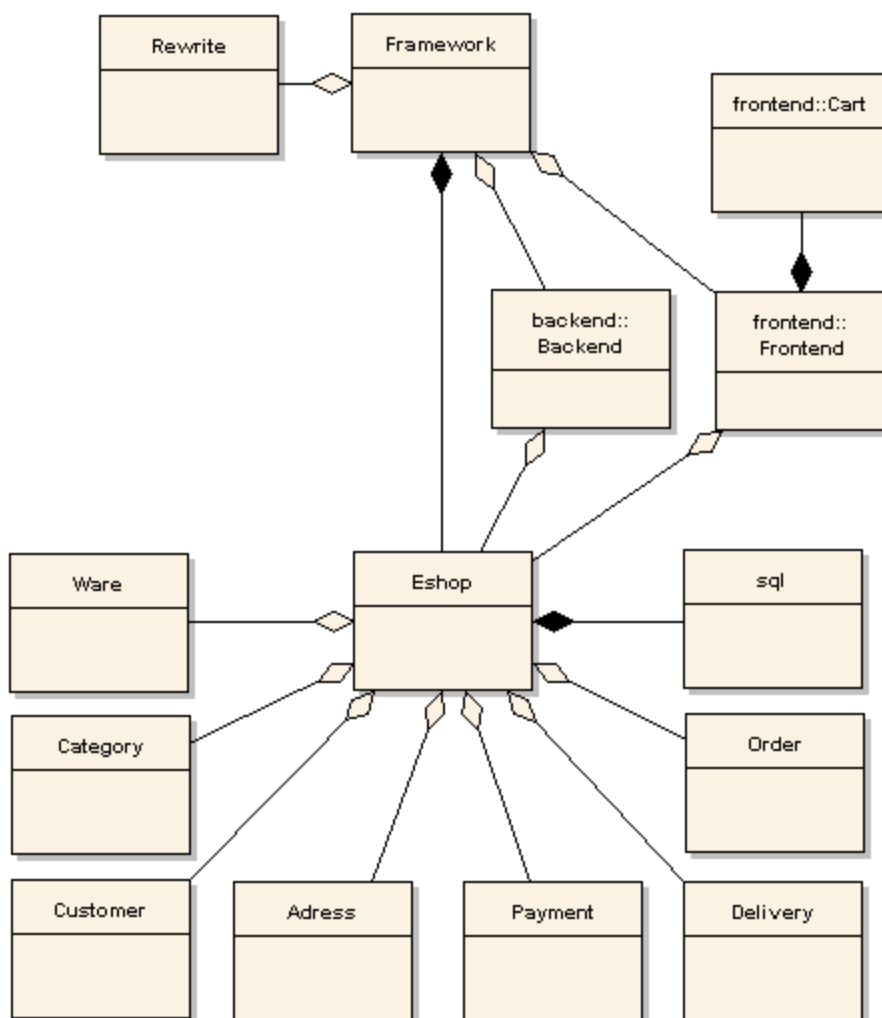 Rewrite
Framework
frontend::Cart
backend::
Backend
frontend::
Frontend
Ware
Eshop
sql
Category
Order
Customer
Adress
Payment
Delivery